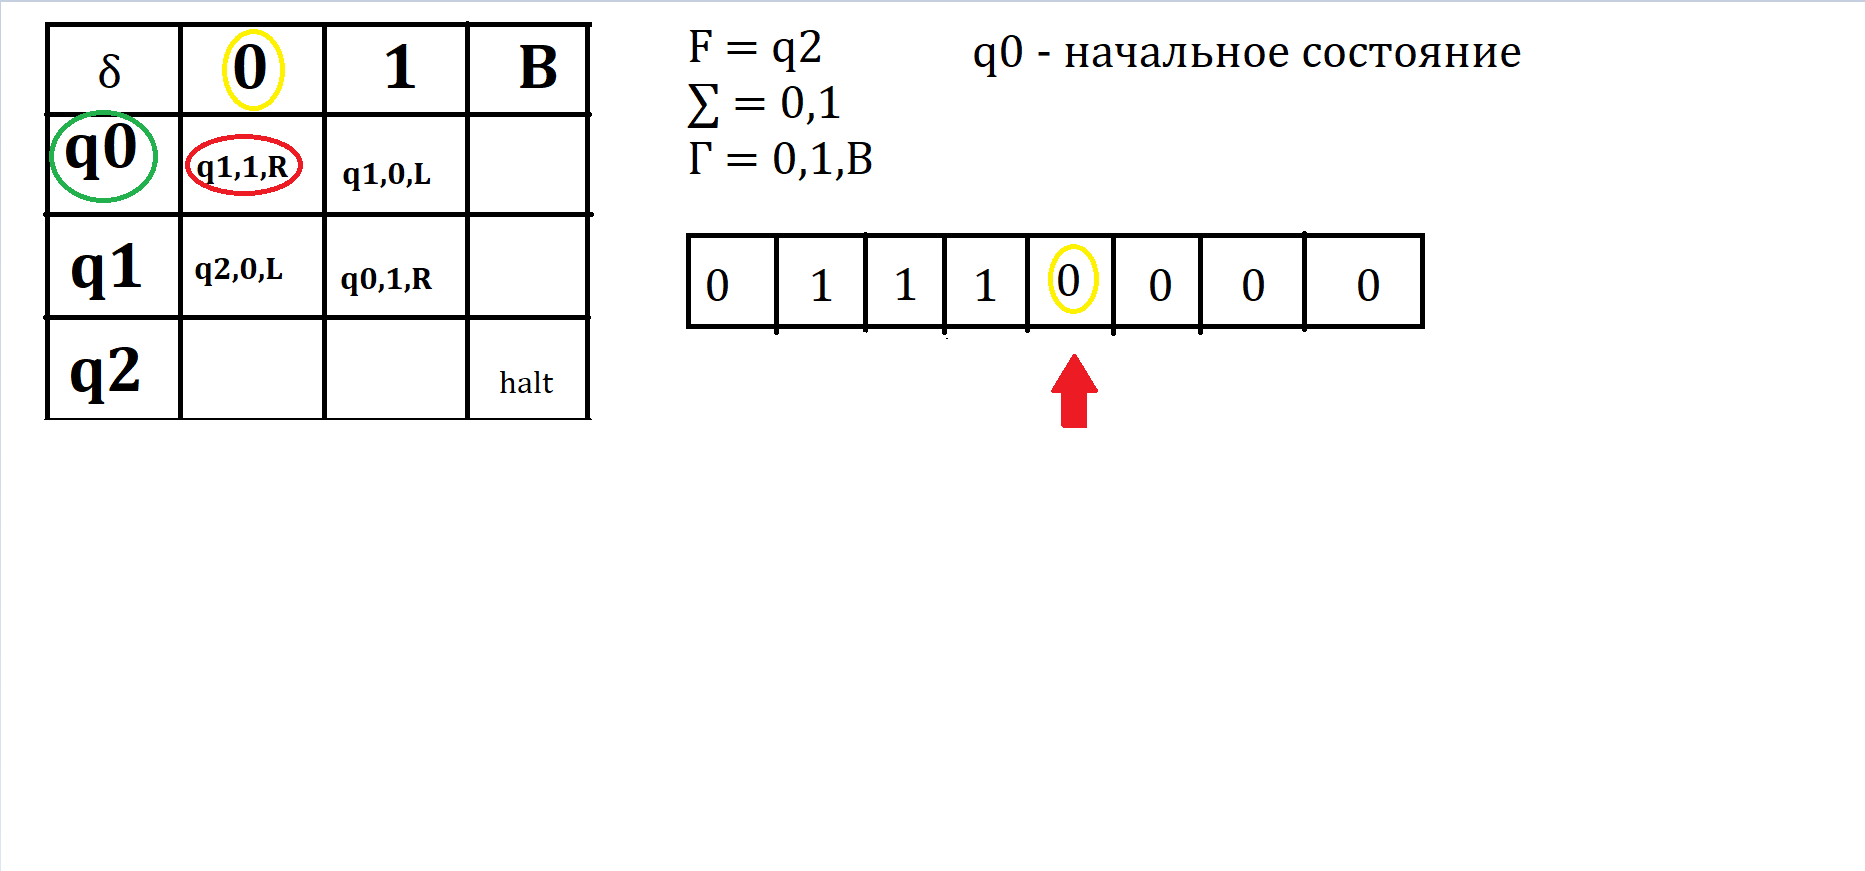 δ 0 1 B
q0 q1,1,R q1,0,L
q1 q2,0,L q0,1,R
q2 halt
F = q2
∑ = 0,1
Γ = 0,1,B
q0 - начальное состояние
0 1 1 1 0 0 0 0